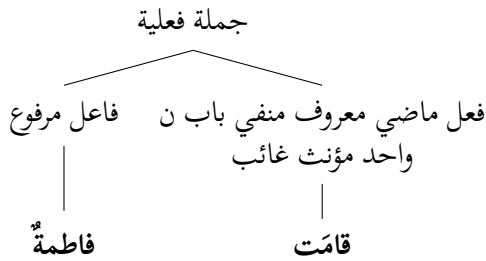 جملة فعلية
فعل ماضي معروف منفي باب ن
واحد مؤنث غائب
فاعل مرفوع
قامَت
فاطمةٌ